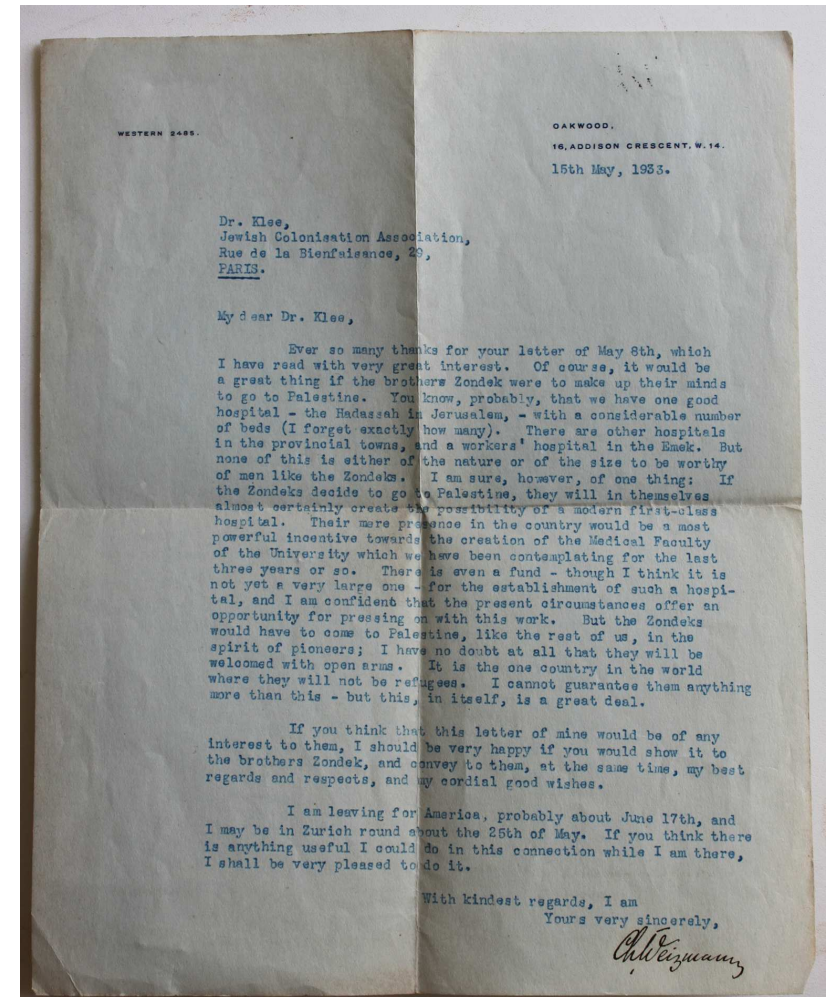 WESTERN 2485.
OAKWOOD,
16, ADDISON CRESCENT, W. 14.
15th May, 1933.
Dr. Klee,
Jewish Colonisation Association,
Rue de la Bienfaisance, 29,
PARIS.
My dear Dr. Klee,
Ever so many thanks for your letter of May 8th, which
I have read with very great interest. Of course, it would be
a great thing if the brothers Zondek were to make up their minds
to go to Palestine. You know, probably, that we have one good
hospital - the Hadassah in Jerusalem, - with a considerable number
of beds (I forget exactly how many). There are other hospitals
in the provincial towns, and a workers' hospital in the Emek. But
none of this is either of the nature or of the size to be worthy
of men like the Zondeks. I am sure, however, of one thing: If
the Zondeks decide to go to Palestine, they will in themselves
almost certainly create the possibility of a modern first-class
hospital. Their mere presence in the country would be a most
powerful incentive towards the creation of the Medical Faculty
of the University which we have been contemplating for the last
three years or so. There is even a fund - though I think it is
not yet a very large one - for the establishment of such a hospi-
tal, and I am confident that the present circumstances offer an
opportunity for pressing on with this work. But the Zondeks
would have to come to Palestine, like the rest of us, in the
spirit of pioneers; I have no doubt at all that they will be
welcomed with open arms. It is the one country in the world
where they will not be refugees. I cannot guarantee them anything
more than this - but this, in itself, is a great deal.
If you think that this letter of mine would be of any
interest to them, I should be very happy if you would show it to
the brothers Zondek, and convey to them, at the same time, my best
regards and respects, and my cordial good wishes.
I am leaving for America, probably about June 17th, and
I may be in Zurich round about the 25th of May. If you think there
is anything useful I could do in this connection while I am there,
I shall be very pleased to do it.
With kindest regards, I am
Yours very sincerely,
Ch. Weizmann